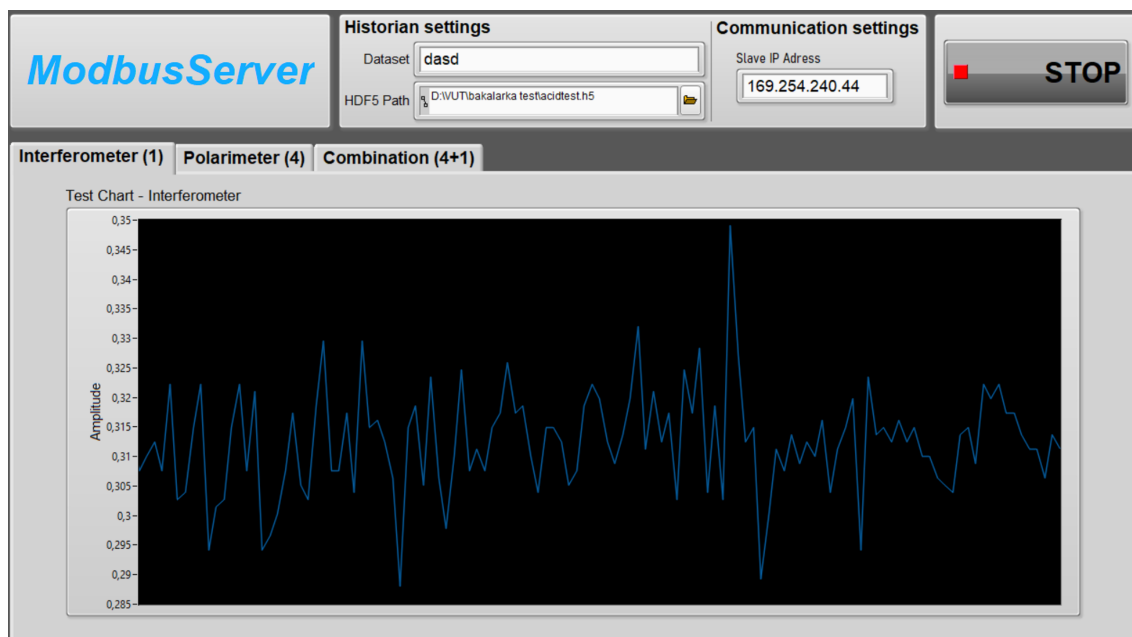 ModbusServer
Historian settings
Dataset
dasd
HDF5 Path
D:\VUT\bakalarka test\acidtest.h5
Communication settings
Slave IP Adress
169.254.240.44
STOP
Interferometer (1)
Polarimeter (4)
Combination (4+1)
Test Chart - Interferometer
Amplitude
0,35
0,345
0,34
0,335
0,33
0,325
0,32
0,315
0,31
0,305
0,3
0,295
0,29
0,285